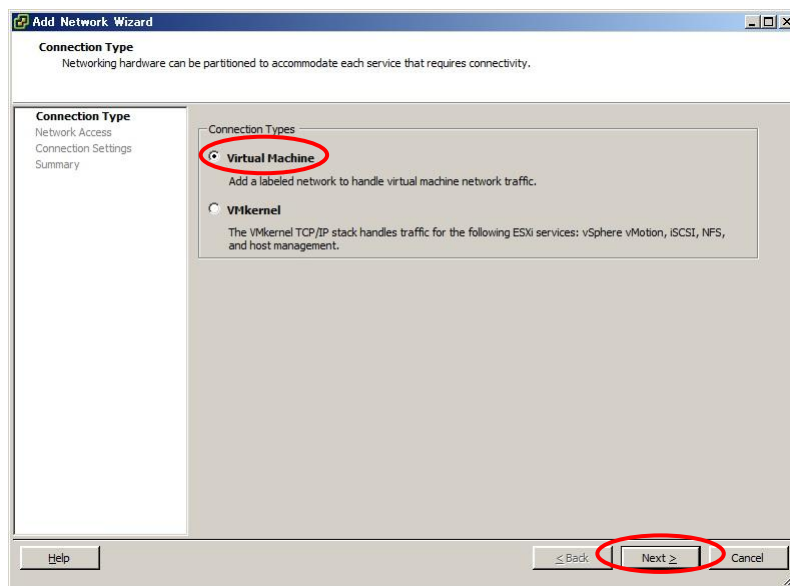 Add Network Wizard
Connection Type
Networking hardware can be partitioned to accommodate each service that requires connectivity.
Connection Type
Network Access
Connection Settings
Summary
Connection Types
Virtual Machine
Add a labeled network to handle virtual machine network traffic.
VMkernel
The VMkernel TCP/IP stack handles traffic for the following ESXi services: vSphere vMotion, iSCSI, NFS,
and host management.
Help
< Back
Next >
Cancel